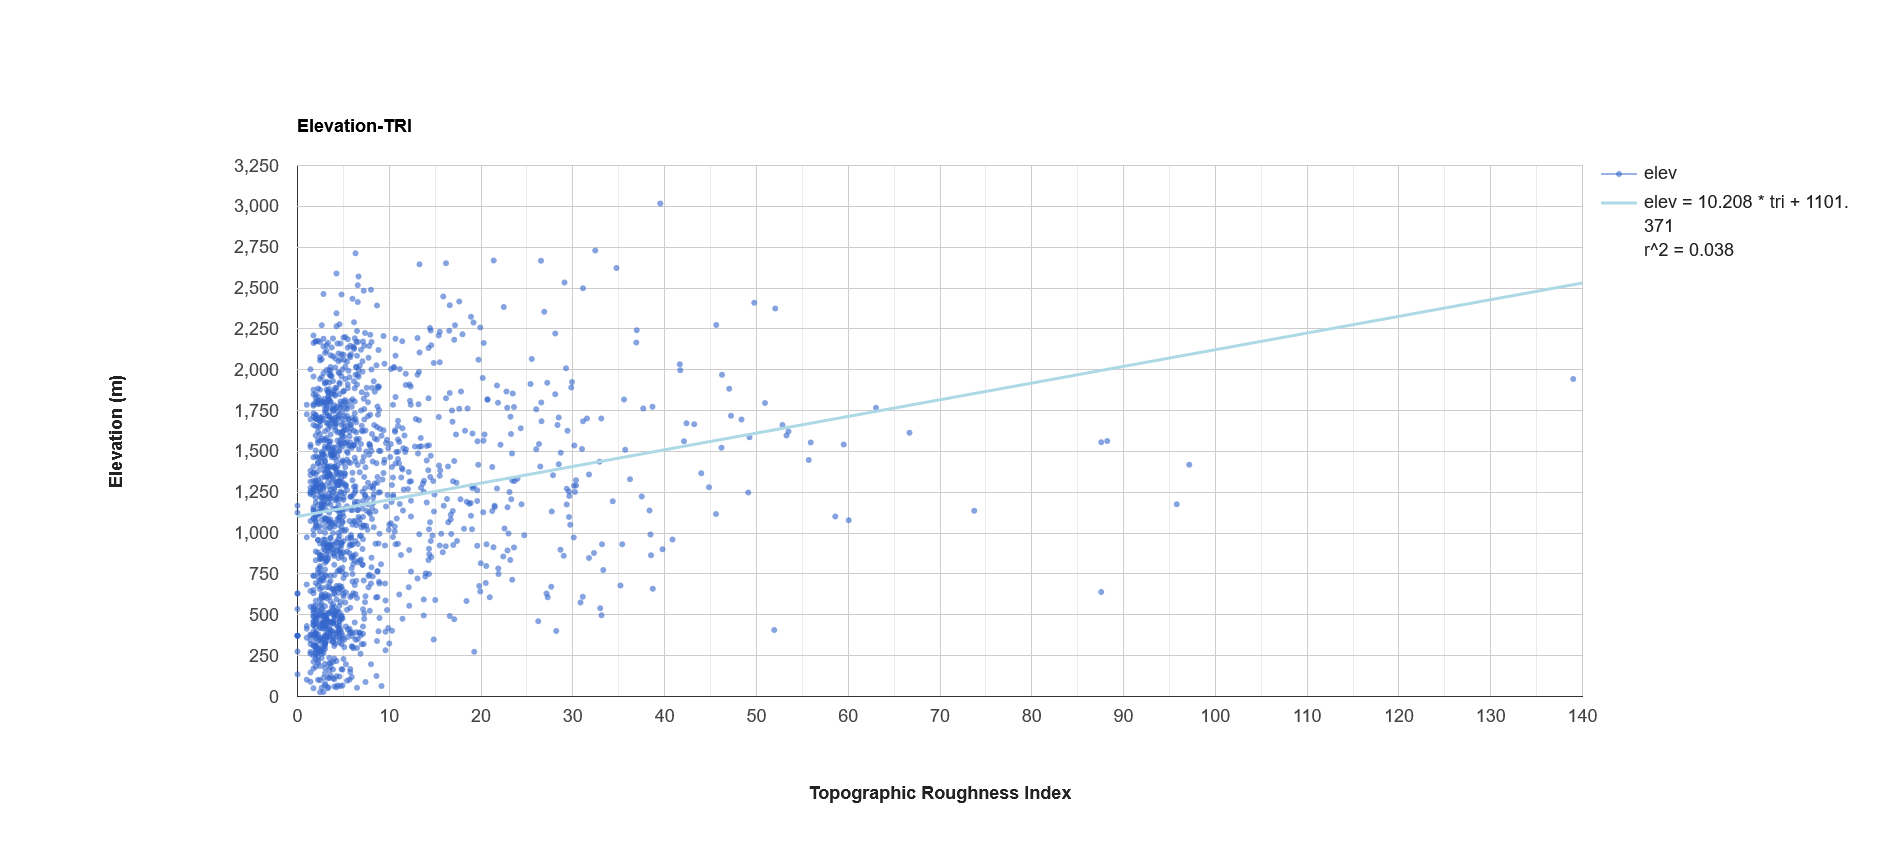 Elevation-TRI
3,250
3,000
2,750
2,500
2,250
2,000
1,750
1,500
1,250
1,000
750
500
250
0
Elevation (m)
0 10 20 30 40 50 60 70 80 90 100 110 120 130 140
Topographic Roughness Index
elev
elev = 10.208 * tri + 1101.
371
r^2 = 0.038